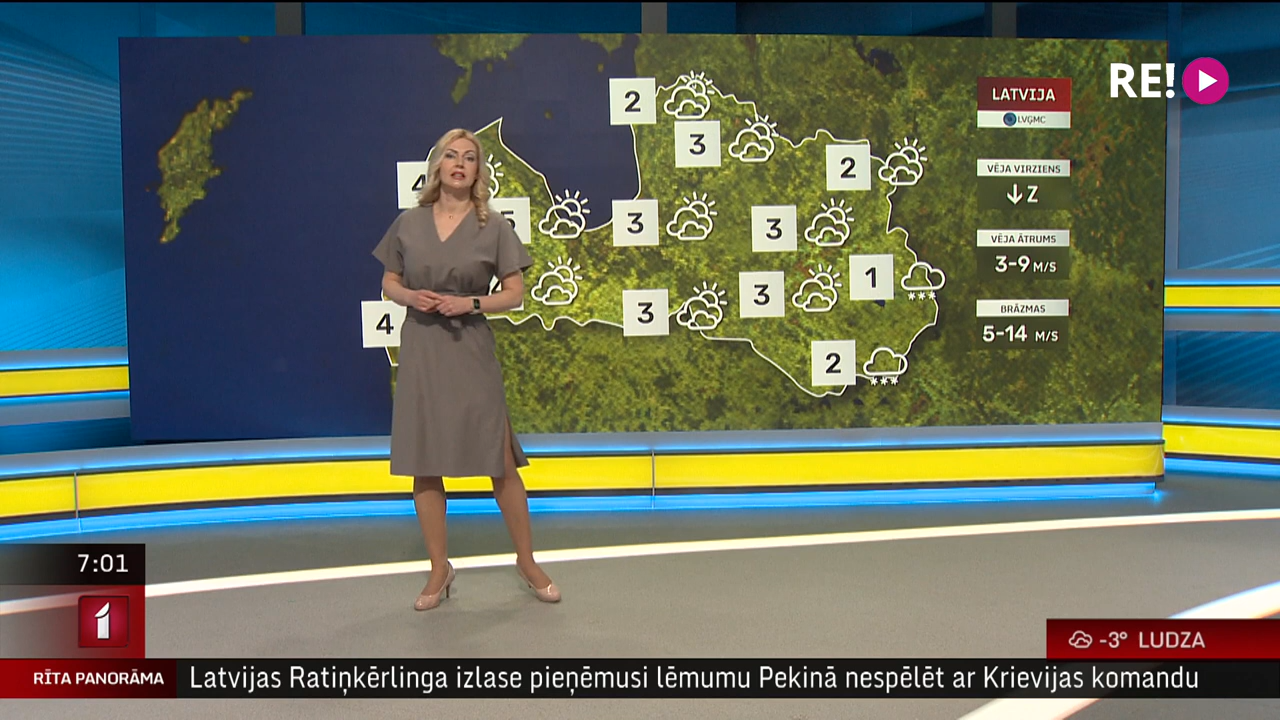 RE!
LATVIJA
LVĢMC
VĒJA VIRZIENS
Z
VĒJA ĀTRUMS
3-9 M/S
BRĀZMAS
5-14 M/S
2
3
2
4
5
3
3
1
4
3
3
4
2
7:01
1
-3° LUDZA
RĪTA PANORĀMA
Latvijas Ratiņkērlinga izlase pieņēmusi lēmumu Pekinā nespēlēt ar Krievijas komandu